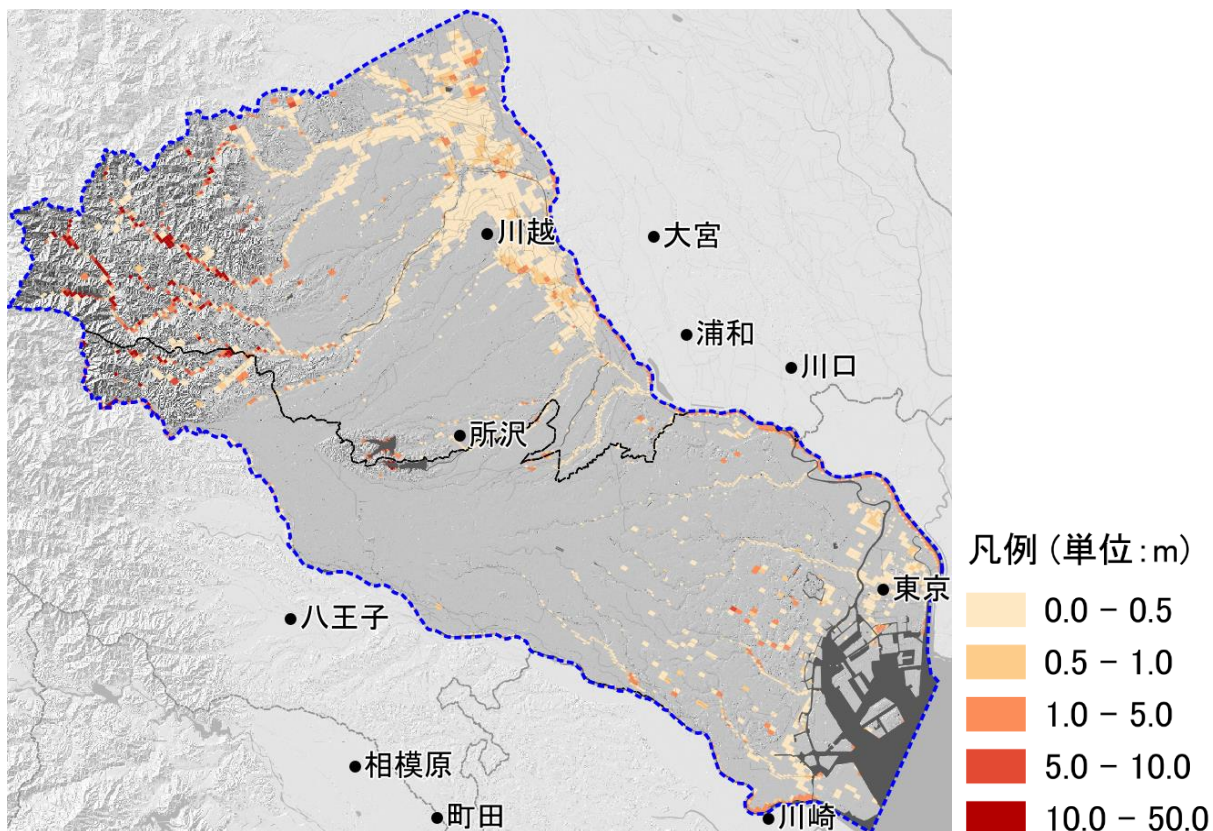 川越
大宮
浦和
川口
所沢
東京
八王子
相模原
町田
川崎
凡例 (単位:m)
0.0 - 0.5
0.5 - 1.0
1.0 - 5.0
5.0 - 10.0
10.0 - 50.0